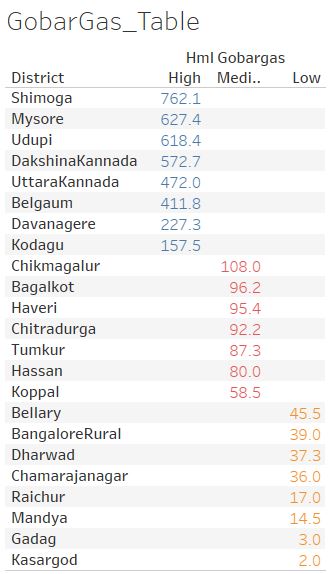 GobarGas_Table
Hml Gobargas
District High Medi.. Low
Shimoga 762.1
Mysore 627.4
Udupi 618.4
DakshinaKannada 572.7
UttaraKannada 472.0
Belgaum 411.8
Davanagere 227.3
Kodagu 157.5
Chikmagalur 108.0
Bagalkot 96.2
Haveri 95.4
Chitradurga 92.2
Tumkur 87.3
Hassan 80.0
Koppal 58.5
Bellary 45.5
BangaloreRural 39.0
Dharwad 37.3
Chamarajanagar 36.0
Raichur 17.0
Mandya 14.5
Gadag 3.0
Kasargod 2.0